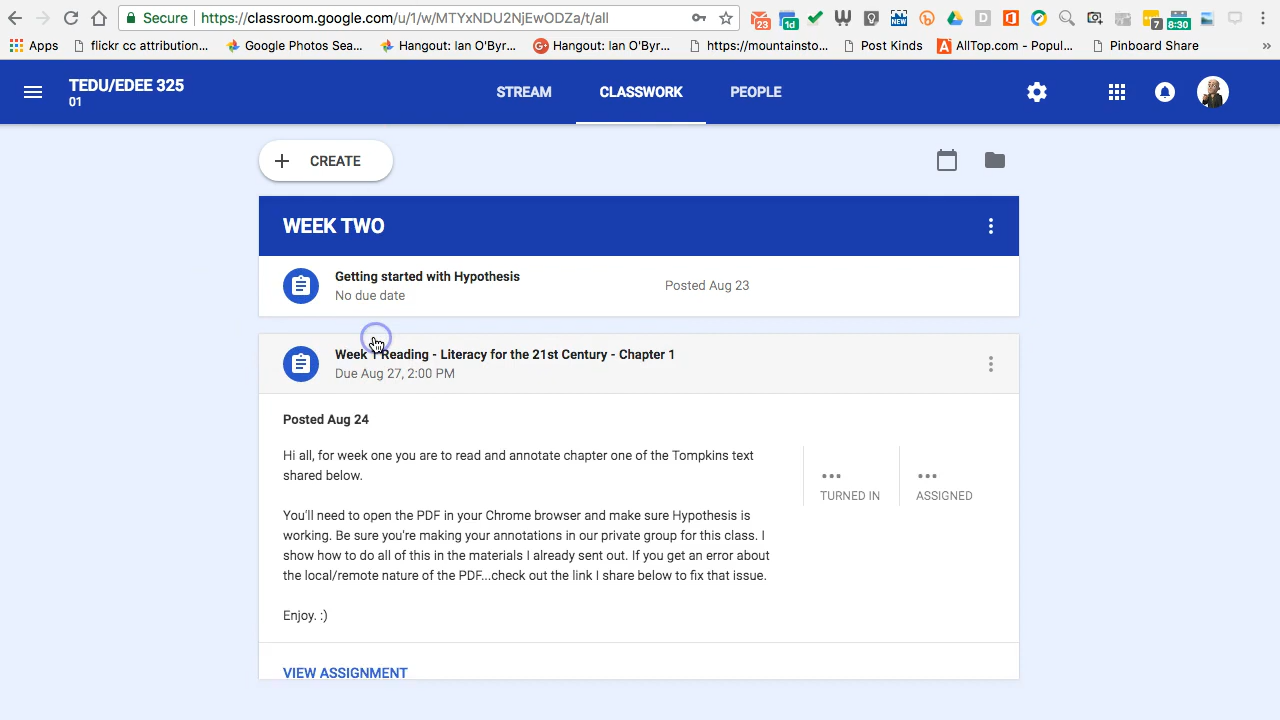 Secure https://classroom.google.com/u/1/w/MTYxNDU2NjEwODZa/t/all
23
1d
NEW
7
8:30
Apps flickr cc attribution... Google Photos Sea... Hangout: Ian O'Byr... Hangout: Ian O'Byr... https://mountainsto... Post Kinds AllTop.com - Popul... Pinboard Share »
TEDU/EDEE 325
01
STREAM CLASSWORK PEOPLE
+ CREATE
WEEK TWO
Getting started with Hypothesis
No due date
Posted Aug 23
Week 1 Reading - Literacy for the 21st Century - Chapter 1
Due Aug 27, 2:00 PM
Posted Aug 24
Hi all, for week one you are to read and annotate chapter one of the Tompkins text
shared below.
You'll need to open the PDF in your Chrome browser and make sure Hypothesis is
working. Be sure you're making your annotations in our private group for this class. I
show how to do all of this in the materials I already sent out. If you get an error about
the local/remote nature of the PDF...check out the link I share below to fix that issue.
Enjoy. :)
... ...
TURNED IN ASSIGNED
VIEW ASSIGNMENT